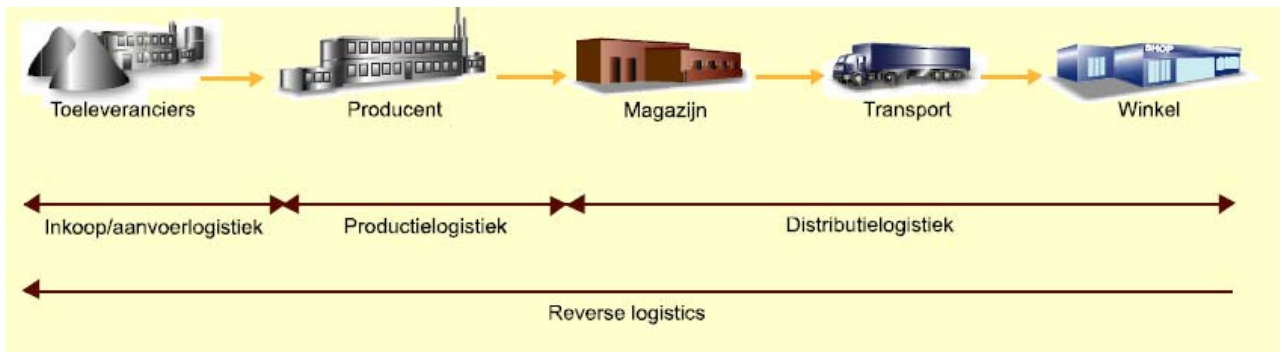 SHOP
Toeleveranciers
Producent
Magazijn
Transport
Winkel
Inkoop/aanvoerlogistiek
Productielogistiek
Distributielogistiek
Reverse logistics